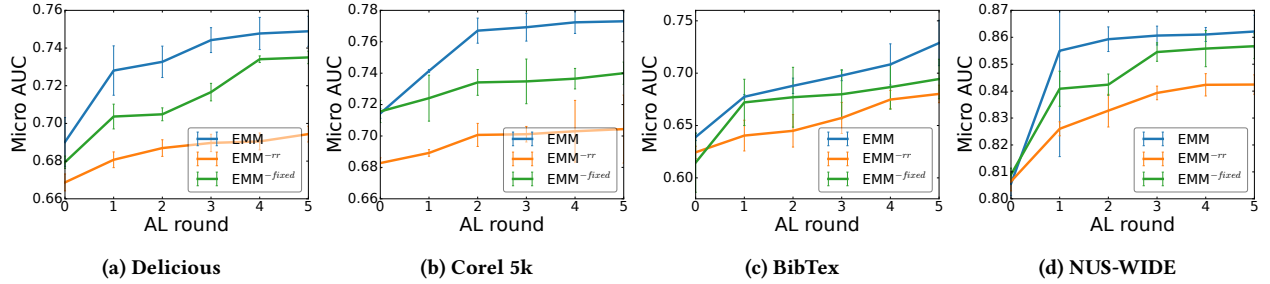 Micro AUC
0.76
0.74
0.72
0.70
0.68
0.66
0 1 2 3 4 5
AL round
EMM
EMM^{-rr}
EMM^{-fixed}
(a) Delicious
Micro AUC
0.78
0.76
0.74
0.72
0.70
0.68
0.66
0 1 2 3 4 5
AL round
EMM
EMM^{-rr}
EMM^{-fixed}
(b) Corel 5k
Micro AUC
0.75
0.70
0.65
0.60
0 1 2 3 4 5
AL round
EMM
EMM^{-rr}
EMM^{-fixed}
(c) BibTex
Micro AUC
0.87
0.86
0.85
0.84
0.83
0.82
0.81
0.80
0 1 2 3 4 5
AL round
EMM
EMM^{-rr}
EMM^{-fixed}
(d) NUS-WIDE